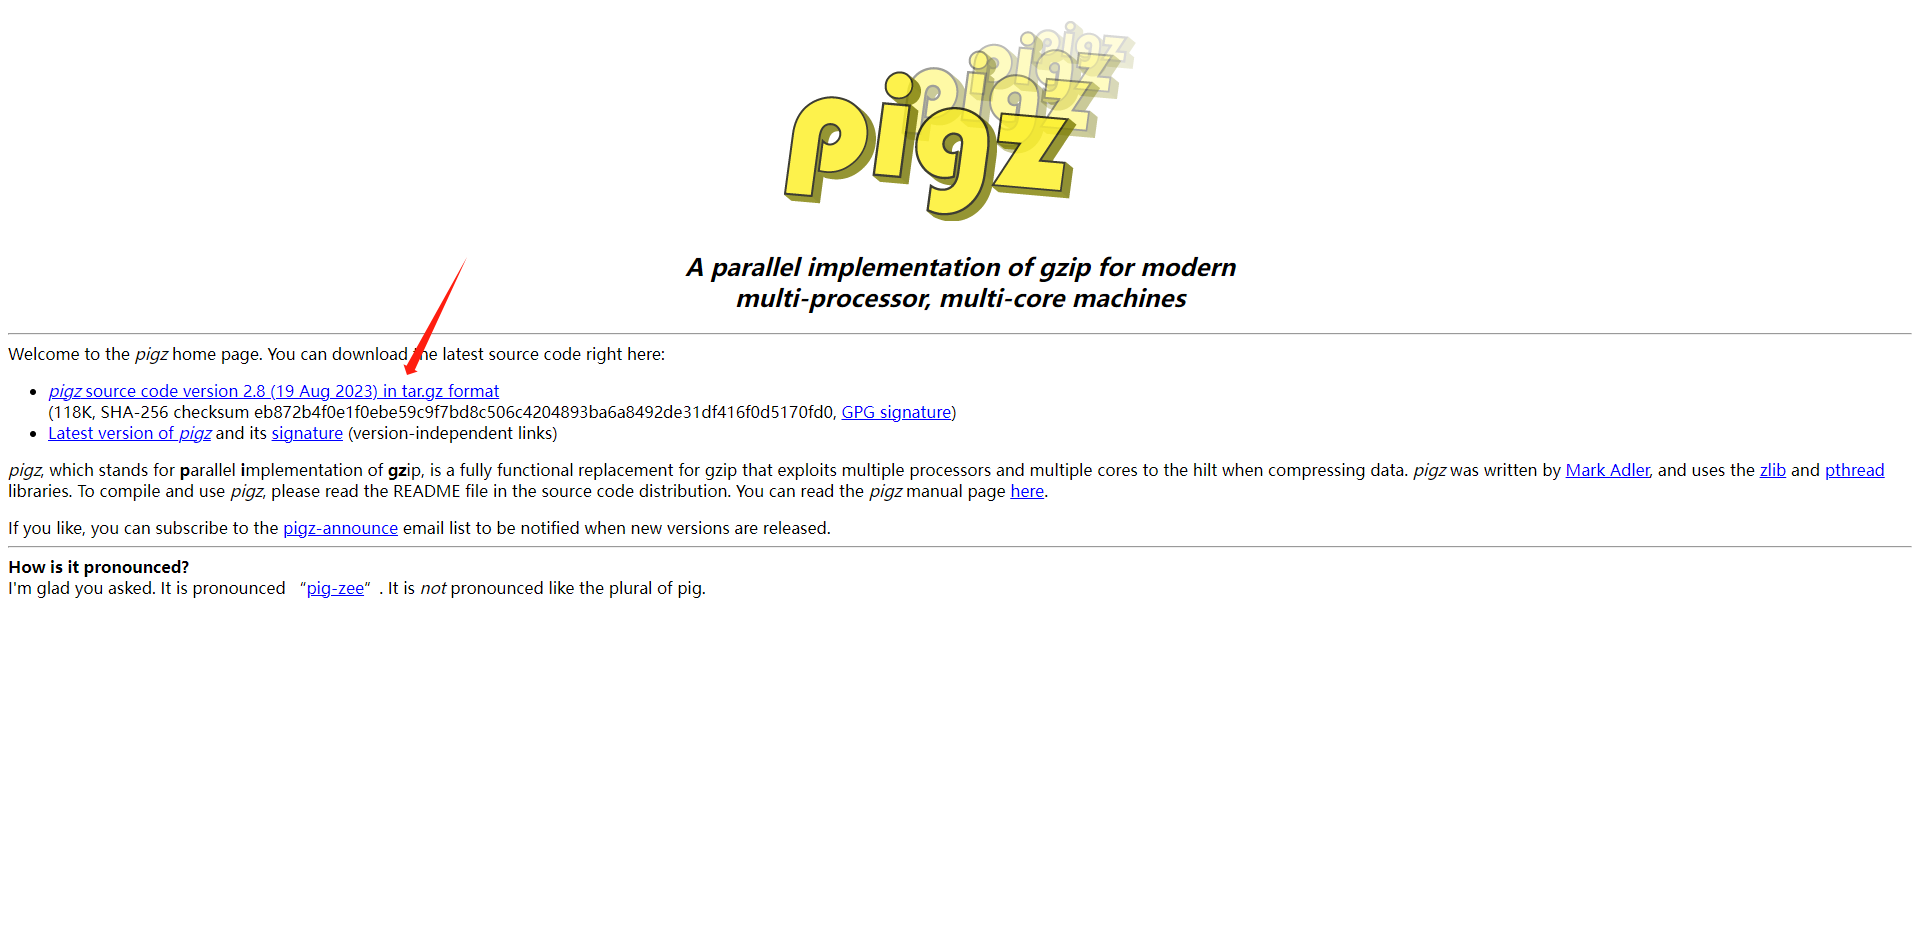 pigz
pigz
pigz
pigz
A parallel implementation of gzip for modern
multi-processor, multi-core machines
Welcome to the pigz home page. You can download the latest source code right here:
• pigz source code version 2.8 (19 Aug 2023) in tar.gz format
(118K, SHA-256 checksum eb872b4f0e1f0ebe59c9f7bd8c506c4204893ba6a8492de31df416f0d5170fd0, GPG signature)
• Latest version of pigz and its signature (version-independent links)
pigz, which stands for parallel implementation of gzip, is a fully functional replacement for gzip that exploits multiple processors and multiple cores to the hilt when compressing data. pigz was written by Mark Adler, and uses the zlib and pthread
libraries. To compile and use pigz, please read the README file in the source code distribution. You can read the pigz manual page here.
If you like, you can subscribe to the pigz-announce email list to be notified when new versions are released.
How is it pronounced?
I'm glad you asked. It is pronounced “pig-zee”. It is not pronounced like the plural of pig.